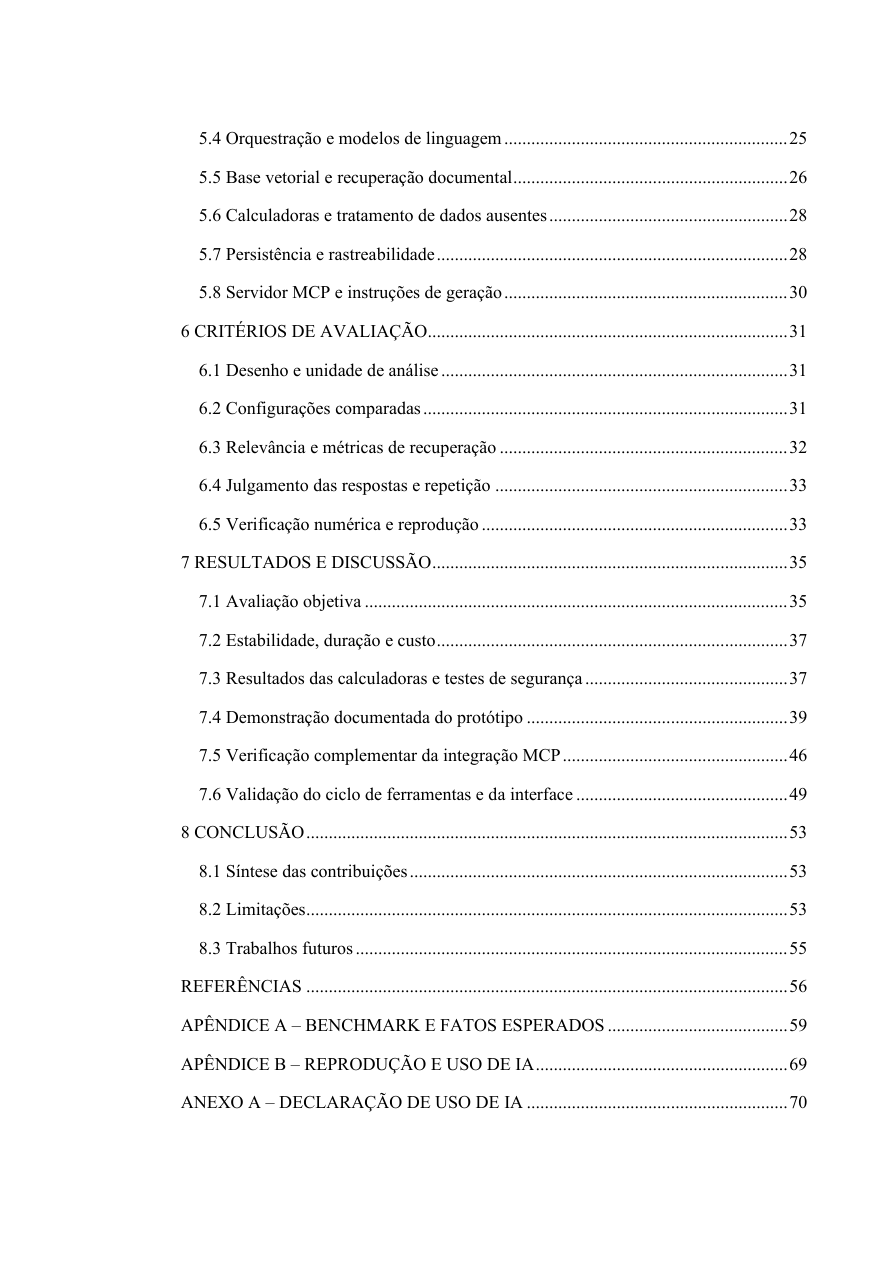 5.4 Orquestração e modelos de linguagem ............................................................... 25
5.5 Base vetorial e recuperação documental............................................................. 26
5.6 Calculadoras e tratamento de dados ausentes ..................................................... 28
5.7 Persistência e rastreabilidade.............................................................................. 28
5.8 Servidor MCP e instruções de geração ............................................................... 30
6 CRITÉRIOS DE AVALIAÇÃO................................................................................ 31
6.1 Desenho e unidade de análise ............................................................................. 31
6.2 Configurações comparadas ................................................................................. 31
6.3 Relevância e métricas de recuperação ................................................................ 32
6.4 Julgamento das respostas e repetição ................................................................. 33
6.5 Verificação numérica e reprodução .................................................................... 33
7 RESULTADOS E DISCUSSÃO............................................................................... 35
7.1 Avaliação objetiva .............................................................................................. 35
7.2 Estabilidade, duração e custo.............................................................................. 37
7.3 Resultados das calculadoras e testes de segurança ............................................. 37
7.4 Demonstração documentada do protótipo .......................................................... 39
7.5 Verificação complementar da integração MCP .................................................. 46
7.6 Validação do ciclo de ferramentas e da interface ............................................... 49
8 CONCLUSÃO ........................................................................................................... 53
8.1 Síntese das contribuições .................................................................................... 53
8.2 Limitações........................................................................................................... 53
8.3 Trabalhos futuros ................................................................................................ 55
REFERÊNCIAS ........................................................................................................... 56
APÊNDICE A – BENCHMARK E FATOS ESPERADOS ........................................ 59
APÊNDICE B – REPRODUÇÃO E USO DE IA........................................................ 69
ANEXO A – DECLARAÇÃO DE USO DE IA .......................................................... 70